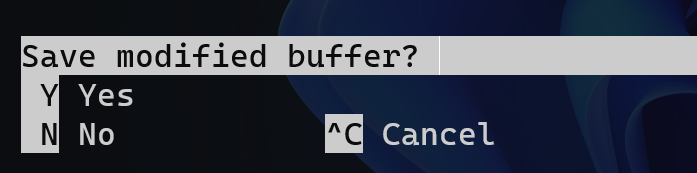 Save modified buffer?
Y Yes
N No ^C Cancel